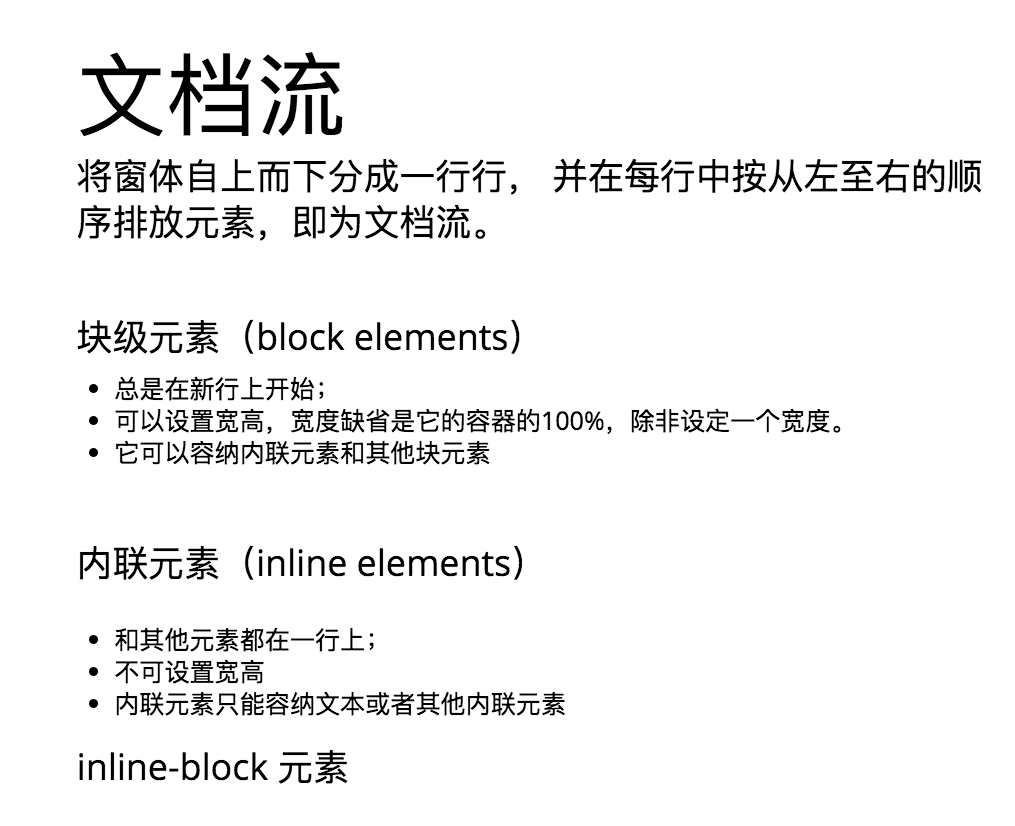 文档流
将窗体自上而下分成一行行， 并在每行中按从左至右的顺
序排放元素，即为文档流。
块级元素（block elements）
• 总是在新行上开始；
• 可以设置宽高，宽度缺省是它的容器的100%，除非设定一个宽度。
• 它可以容纳内联元素和其他块元素
内联元素（inline elements）
• 和其他元素都在一行上；
• 不可设置宽高
• 内联元素只能容纳文本或者其他内联元素
inline-block 元素